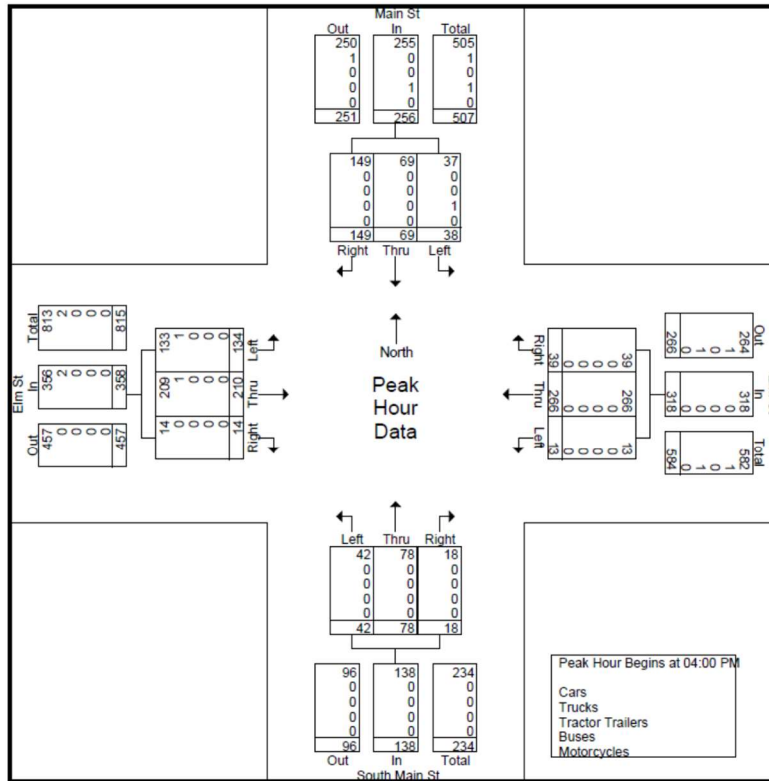 Main St
Out In Total
250 255 505
1 0 1
0 0 0
0 1 1
0 0 0
251 256 507
149 69 37
0 0 0
0 0 0
0 0 1
0 0 0
149 69 38
Right Thru Left
Elm St
Total
813 2 0 0 0 815
In
356 2 0 0 0 358
Out
457 0 0 0 0 457
133 1 0 0 0 134
Left
209 1 0 0 0 210
Thru
14 0 0 0 0 14
Right
North
Peak
Hour
Data
Right
39 0 0 0 0 39
Thru
266 0 0 0 0 266
Left
13 0 0 0 0 13
Out
264 1 0 1 0 266
In
318 0 0 0 0 318
Total
582 1 0 1 0 584
Left Thru Right
42 78 18
0 0 0
0 0 0
0 0 0
0 0 0
42 78 18
96 138 234
0 0 0
0 0 0
0 0 0
0 0 0
96 138 234
Out In Total
South Main St
Peak Hour Begins at 04:00 PM
Cars
Trucks
Tractor Trailers
Buses
Motorcycles